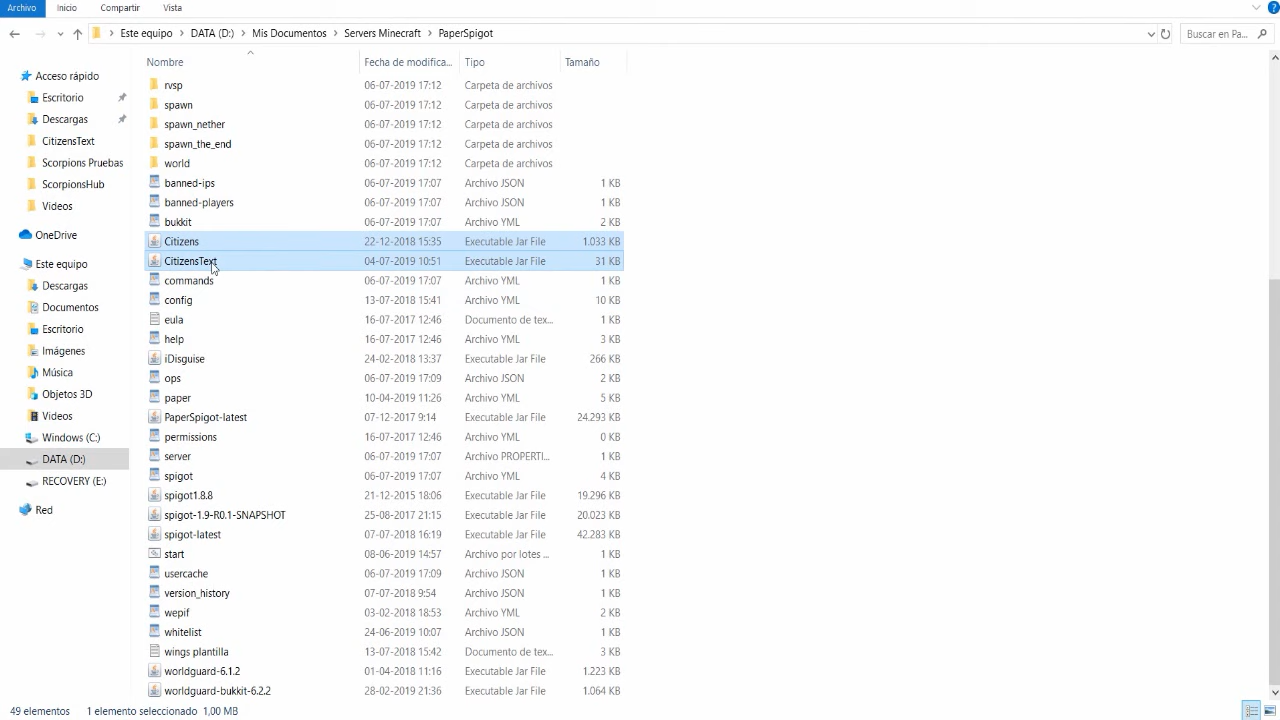 Archivo Inicio Compartir Vista
Este equipo DATA (D:) Mis Documentos Servers Minecraft PaperSpigot
Buscar en Pa...
Acceso rápido
Escritorio
Descargas
CitizensText
Scorpions Pruebas
ScorpionsHub
Videos
OneDrive
Este equipo
Descargas
Documentos
Escritorio
Imágenes
Música
Objetos 3D
Videos
Windows (C:)
DATA (D:)
RECOVERY (E:)
Red
Nombre Fecha de modifica... Tipo Tamaño
rvsp 06-07-2019 17:12 Carpeta de archivos
spawn 06-07-2019 17:12 Carpeta de archivos
spawn_nether 06-07-2019 17:12 Carpeta de archivos
spawn_the_end 06-07-2019 17:12 Carpeta de archivos
world 06-07-2019 17:12 Carpeta de archivos
banned-ips 06-07-2019 17:07 Archivo JSON 1 KB
banned-players 06-07-2019 17:07 Archivo JSON 1 KB
bukkit 06-07-2019 17:07 Archivo YML 2 KB
Citizens 22-12-2018 15:35 Executable Jar File 1.033 KB
CitizensText 04-07-2019 10:51 Executable Jar File 31 KB
commands 06-07-2019 17:07 Archivo YML 1 KB
config 13-07-2018 15:41 Archivo YML 10 KB
eula 16-07-2017 12:46 Documento de tex... 1 KB
help 16-07-2017 12:46 Archivo YML 3 KB
iDisguise 24-02-2018 13:37 Executable Jar File 266 KB
ops 06-07-2019 17:09 Archivo JSON 2 KB
paper 10-04-2019 11:26 Archivo YML 5 KB
PaperSpigot-latest 07-12-2017 9:14 Executable Jar File 24.293 KB
permissions 16-07-2017 12:46 Archivo YML 0 KB
server 06-07-2019 17:07 Archivo PROPERTI... 1 KB
spigot 06-07-2019 17:07 Archivo YML 4 KB
spigot1.8.8 21-12-2015 18:06 Executable Jar File 19.296 KB
spigot-1.9-R0.1-SNAPSHOT 25-08-2017 21:15 Executable Jar File 20.023 KB
spigot-latest 07-07-2018 16:19 Executable Jar File 42.283 KB
start 08-06-2019 14:57 Archivo por lotes ... 1 KB
usercache 06-07-2019 17:09 Archivo JSON 1 KB
version_history 07-07-2018 9:54 Archivo JSON 1 KB
wepif 03-02-2018 18:53 Archivo YML 2 KB
whitelist 24-06-2019 10:07 Archivo JSON 1 KB
wings plantilla 13-07-2018 15:42 Documento de tex... 3 KB
worldguard-6.1.2 01-04-2018 11:16 Executable Jar File 1.223 KB
worldguard-bukkit-6.2.2 28-02-2019 21:36 Executable Jar File 1.064 KB
49 elementos 1 elemento seleccionado 1,00 MB